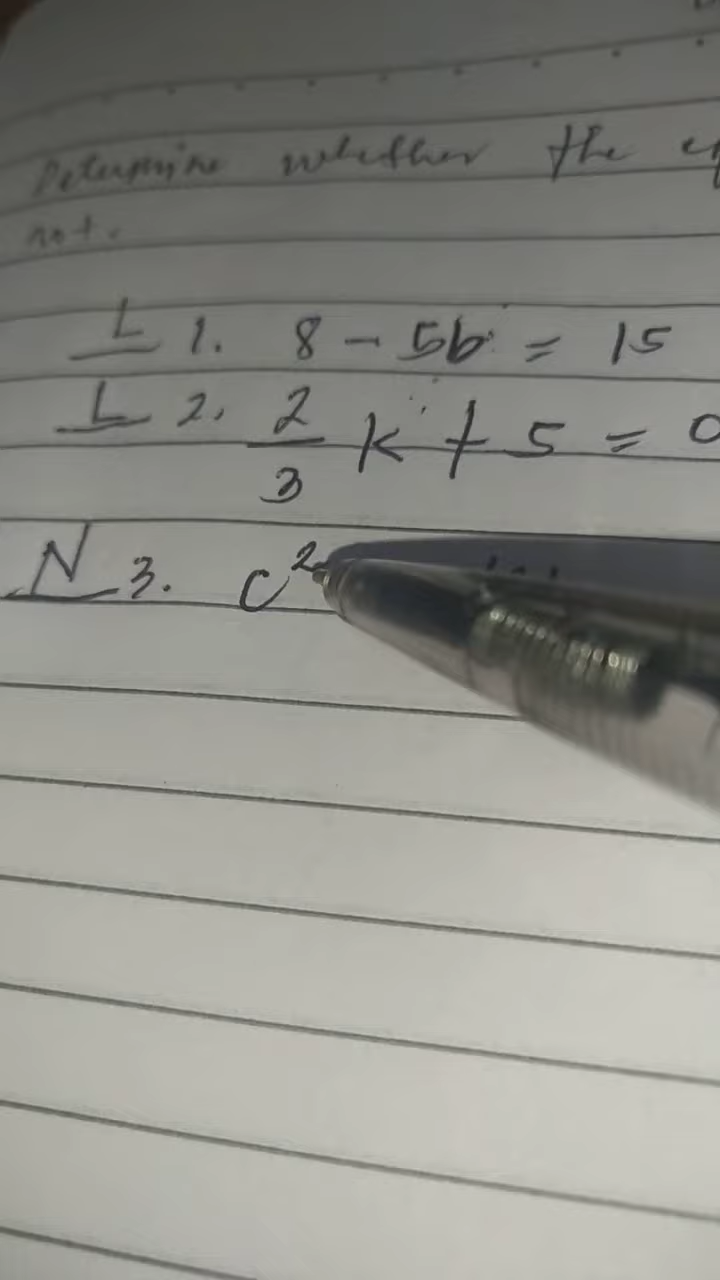 Determine whether the
not.
L 1. 8 - 5b = 15
L 2. 2/3 k + 5 = 0
N 3. c²